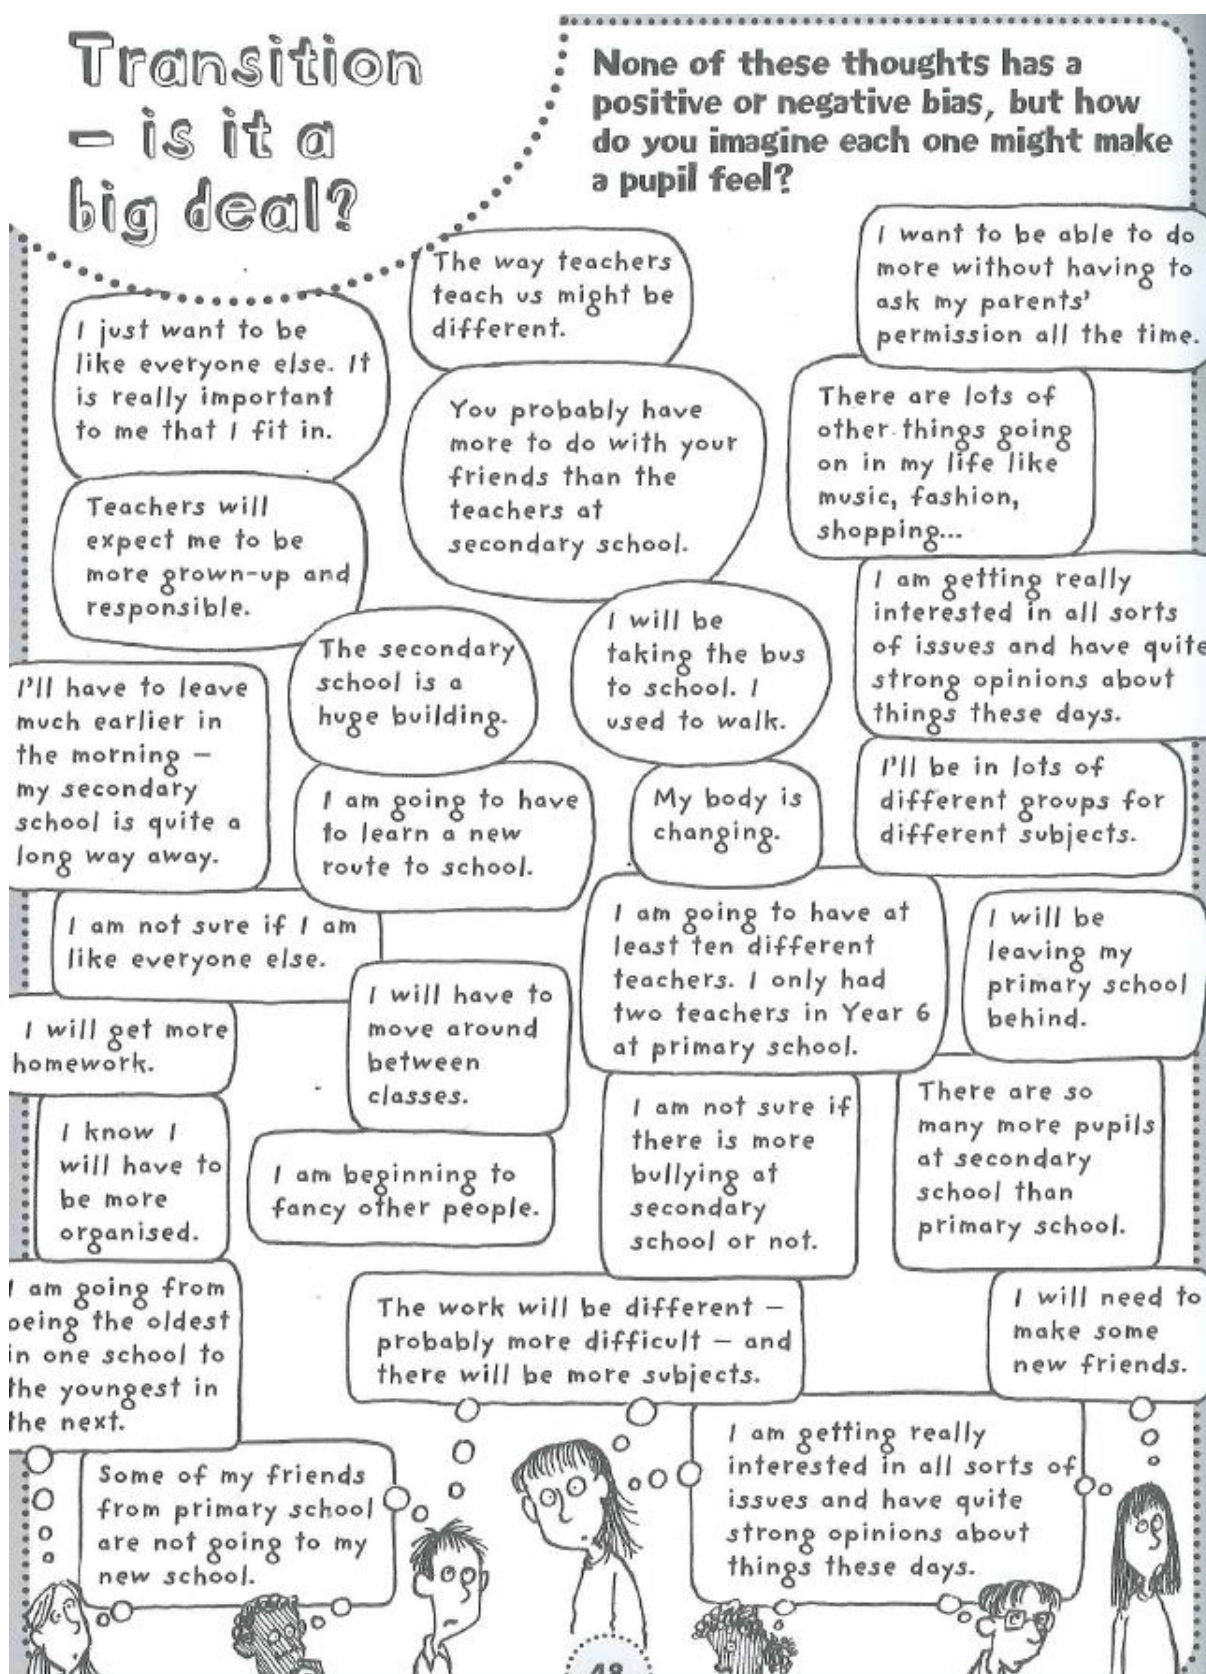 Transition
– is it a
big deal?
None of these thoughts has a
positive or negative bias, but how
do you imagine each one might make
a pupil feel?
The way teachers
teach us might be
different.
I want to be able to do
more without having to
ask my parents'
permission all the time.
I just want to be
like everyone else. It
is really important
to me that I fit in.
You probably have
more to do with your
friends than the
teachers at
secondary school.
There are lots of
other things going
on in my life like
music, fashion,
shopping...
Teachers will
expect me to be
more grown-up and
responsible.
I am getting really
interested in all sorts
of issues and have quite
strong opinions about
things these days.
The secondary
school is a
huge building.
I will be
taking the bus
to school. I
used to walk.
I'll have to leave
much earlier in
the morning –
my secondary
school is quite a
long way away.
I am going to have
to learn a new
route to school.
My body is
changing.
I'll be in lots of
different groups for
different subjects.
I am not sure if I am
like everyone else.
I will have to
move around
between
classes.
I am going to have at
least ten different
teachers. I only had
two teachers in Year 6
at primary school.
I will be
leaving my
primary school
behind.
I will get more
homework.
I know I
will have to
be more
organised.
I am beginning to
fancy other people.
I am not sure if
there is more
bullying at
secondary
school or not.
There are so
many more pupils
at secondary
school than
primary school.
I am going from
being the oldest
in one school to
the youngest in
the next.
The work will be different –
probably more difficult – and
there will be more subjects.
I will need to
make some
new friends.
Some of my friends
from primary school
are not going to my
new school.
I am getting really
interested in all sorts of
issues and have quite
strong opinions about
things these days.
48